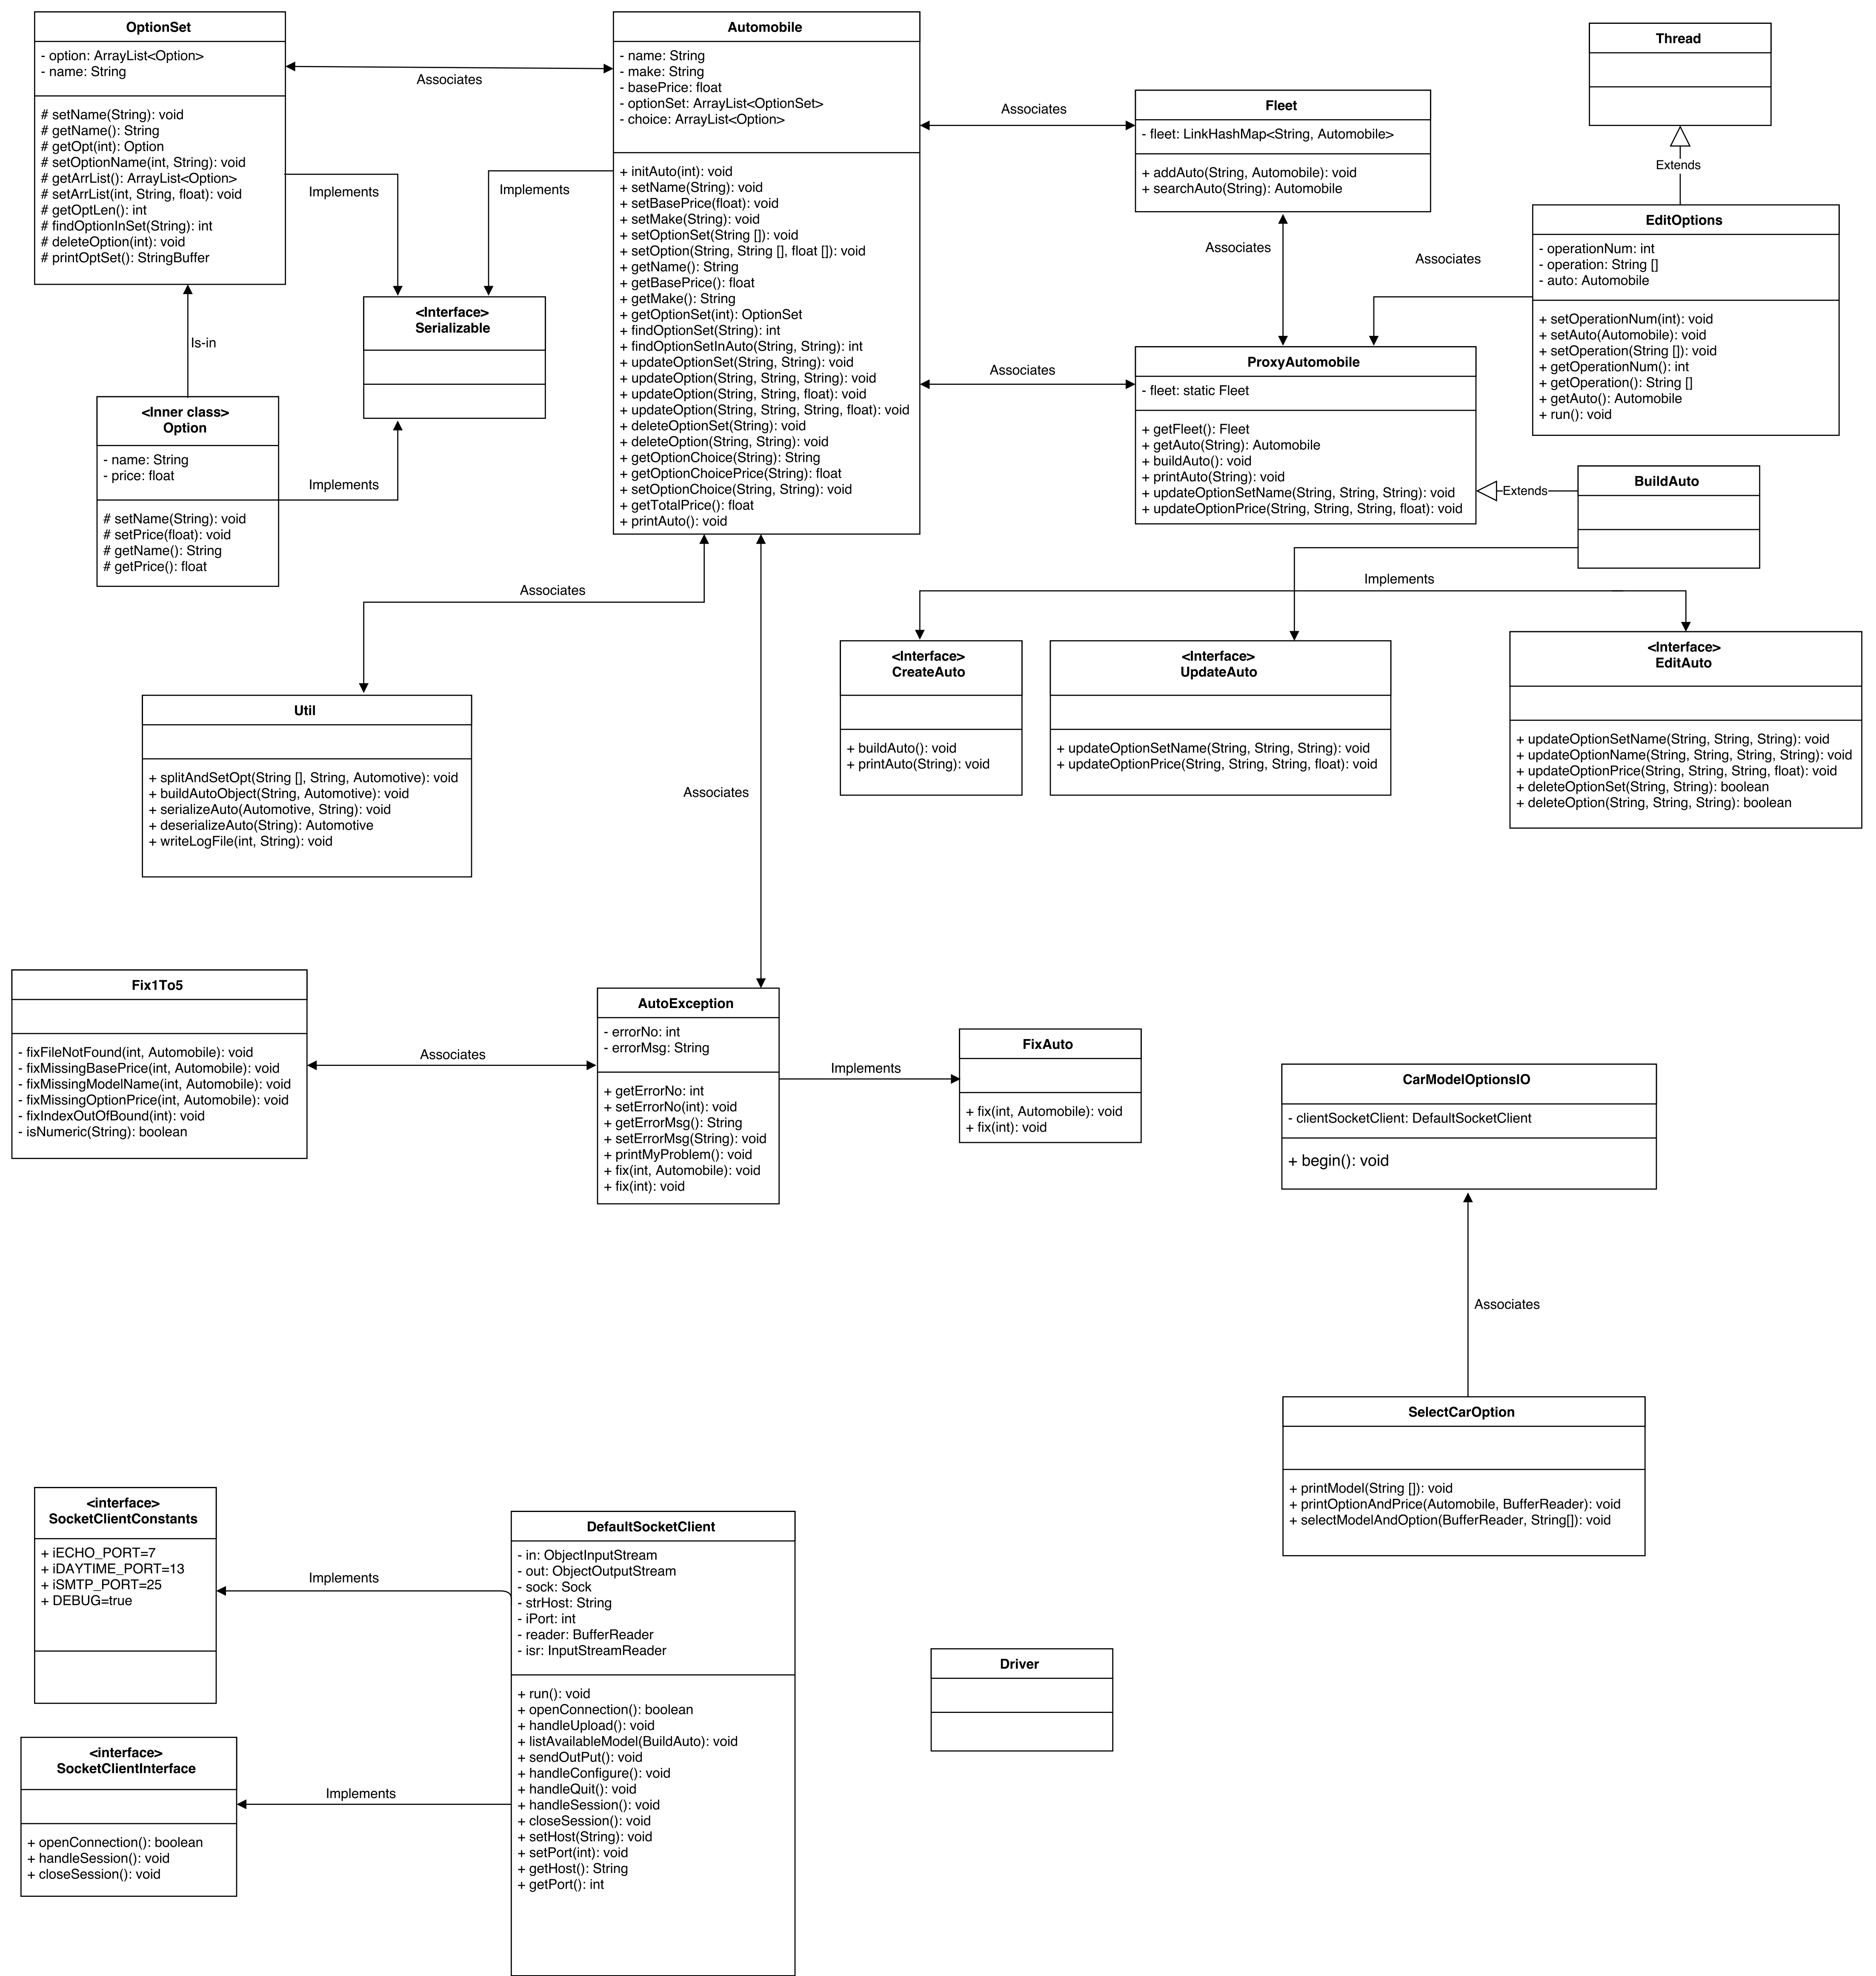 OptionSet
- option: ArrayList<Option>
- name: String
# setName(String): void
# getName(): String
# getOpt(int): Option
# setOptionName(int, String): void
# getArrList(): ArrayList<Option>
# setArrList(int, String, float): void
# getOptLen(): int
# findOptionInSet(String): int
# deleteOption(int): void
# printOptSet(): StringBuffer
Associates
Automobile
- name: String
- make: String
- basePrice: float
- optionSet: ArrayList<OptionSet>
- choice: ArrayList<Option>
+ initAuto(int): void
+ setName(String): void
+ setBasePrice(float): void
+ setMake(String): void
+ setOptionSet(String []): void
+ setOption(String, String [], float []): void
+ getName(): String
+ getBasePrice(): float
+ getMake(): String
+ getOptionSet(int): OptionSet
+ findOptionSet(String): int
+ findOptionSetInAuto(String, String): int
+ updateOptionSet(String, String): void
+ updateOption(String, String, String): void
+ updateOption(String, String, float): void
+ updateOption(String, String, String, float): void
+ deleteOptionSet(String): void
+ deleteOption(String, String): void
+ getOptionChoice(String): String
+ getOptionChoicePrice(String): float
+ setOptionChoice(String, String): void
+ getTotalPrice(): float
+ printAuto(): void
Associates
Fleet
- fleet: LinkHashMap<String, Automobile>
+ addAuto(String, Automobile): void
+ searchAuto(String): Automobile
Thread
Extends
EditOptions
- operationNum: int
- operation: String []
- auto: Automobile
+ setOperationNum(int): void
+ setAuto(Automobile): void
+ setOperation(String []): void
+ getOperationNum(): int
+ getOperation(): String []
+ getAuto(): Automobile
+ run(): void
Associates
Associates
Implements
Implements
<Interface>
Serializable
Is-in
<Inner class>
Option
- name: String
- price: float
# setName(String): void
# setPrice(float): void
# getName(): String
# getPrice(): float
Implements
Associates
ProxyAutomobile
- fleet: static Fleet
+ getFleet(): Fleet
+ getAuto(String): Automobile
+ buildAuto(): void
+ printAuto(String): void
+ updateOptionSetName(String, String, String): void
+ updateOptionPrice(String, String, String, float): void
Extends
BuildAuto
Implements
Associates
<Interface>
CreateAuto
+ buildAuto(): void
+ printAuto(String): void
<Interface>
UpdateAuto
+ updateOptionSetName(String, String, String): void
+ updateOptionPrice(String, String, String, float): void
<Interface>
EditAuto
+ updateOptionSetName(String, String, String): void
+ updateOptionName(String, String, String, String): void
+ updateOptionPrice(String, String, String, float): void
+ deleteOptionSet(String, String): boolean
+ deleteOption(String, String, String): boolean
Util
+ splitAndSetOpt(String [], String, Automotive): void
+ buildAutoObject(String, Automotive): void
+ serializeAuto(Automotive, String): void
+ deserializeAuto(String): Automotive
+ writeLogFile(int, String): void
Associates
Fix1To5
- fixFileNotFound(int, Automobile): void
- fixMissingBasePrice(int, Automobile): void
- fixMissingModelName(int, Automobile): void
- fixMissingOptionPrice(int, Automobile): void
- fixIndexOutOfBound(int): void
- isNumeric(String): boolean
Associates
AutoException
- errorNo: int
- errorMsg: String
+ getErrorNo: int
+ setErrorNo(int): void
+ getErrorMsg(): String
+ setErrorMsg(String): void
+ printMyProblem(): void
+ fix(int, Automobile): void
+ fix(int): void
Implements
FixAuto
+ fix(int, Automobile): void
+ fix(int): void
CarModelOptionsIO
- clientSocketClient: DefaultSocketClient
+ begin(): void
Associates
SelectCarOption
+ printModel(String []): void
+ printOptionAndPrice(Automobile, BufferReader): void
+ selectModelAndOption(BufferReader, String[]): void
<interface>
SocketClientConstants
+ iECHO_PORT=7
+ iDAYTIME_PORT=13
+ iSMTP_PORT=25
+ DEBUG=true
Implements
DefaultSocketClient
- in: ObjectInputStream
- out: ObjectOutputStream
- sock: Sock
- strHost: String
- iPort: int
- reader: BufferReader
- isr: InputStreamReader
+ run(): void
+ openConnection(): boolean
+ handleUpload(): void
+ listAvailableModel(BuildAuto): void
+ sendOutPut(): void
+ handleConfigure(): void
+ handleQuit(): void
+ handleSession(): void
+ closeSession(): void
+ setHost(String): void
+ setPort(int): void
+ getHost(): String
+ getPort(): int
Driver
<interface>
SocketClientInterface
+ openConnection(): boolean
+ handleSession(): void
+ closeSession(): void
Implements